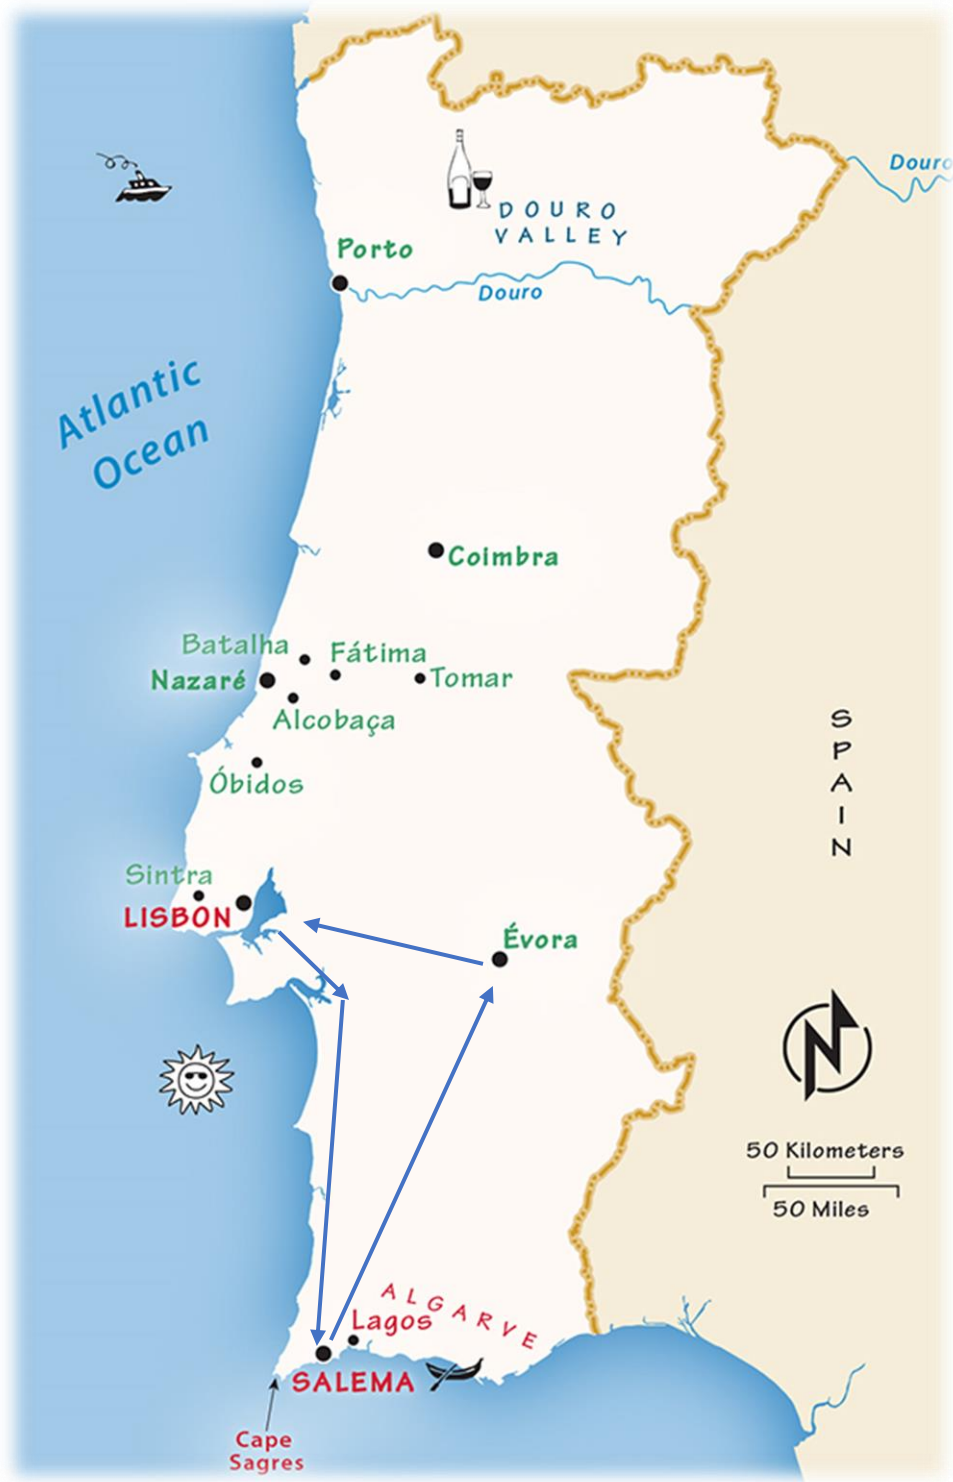 Douro
DOURO
VALLEY
Porto
Douro
Atlantic
Ocean
Coimbra
Batalha
Fátima
Nazaré
Tomar
Alcobaça
SPAIN
Óbidos
Sintra
LISBON
Évora
N
50 Kilometers
50 Miles
ALGARVE
Lagos
SALEMA
Cape
Sagres